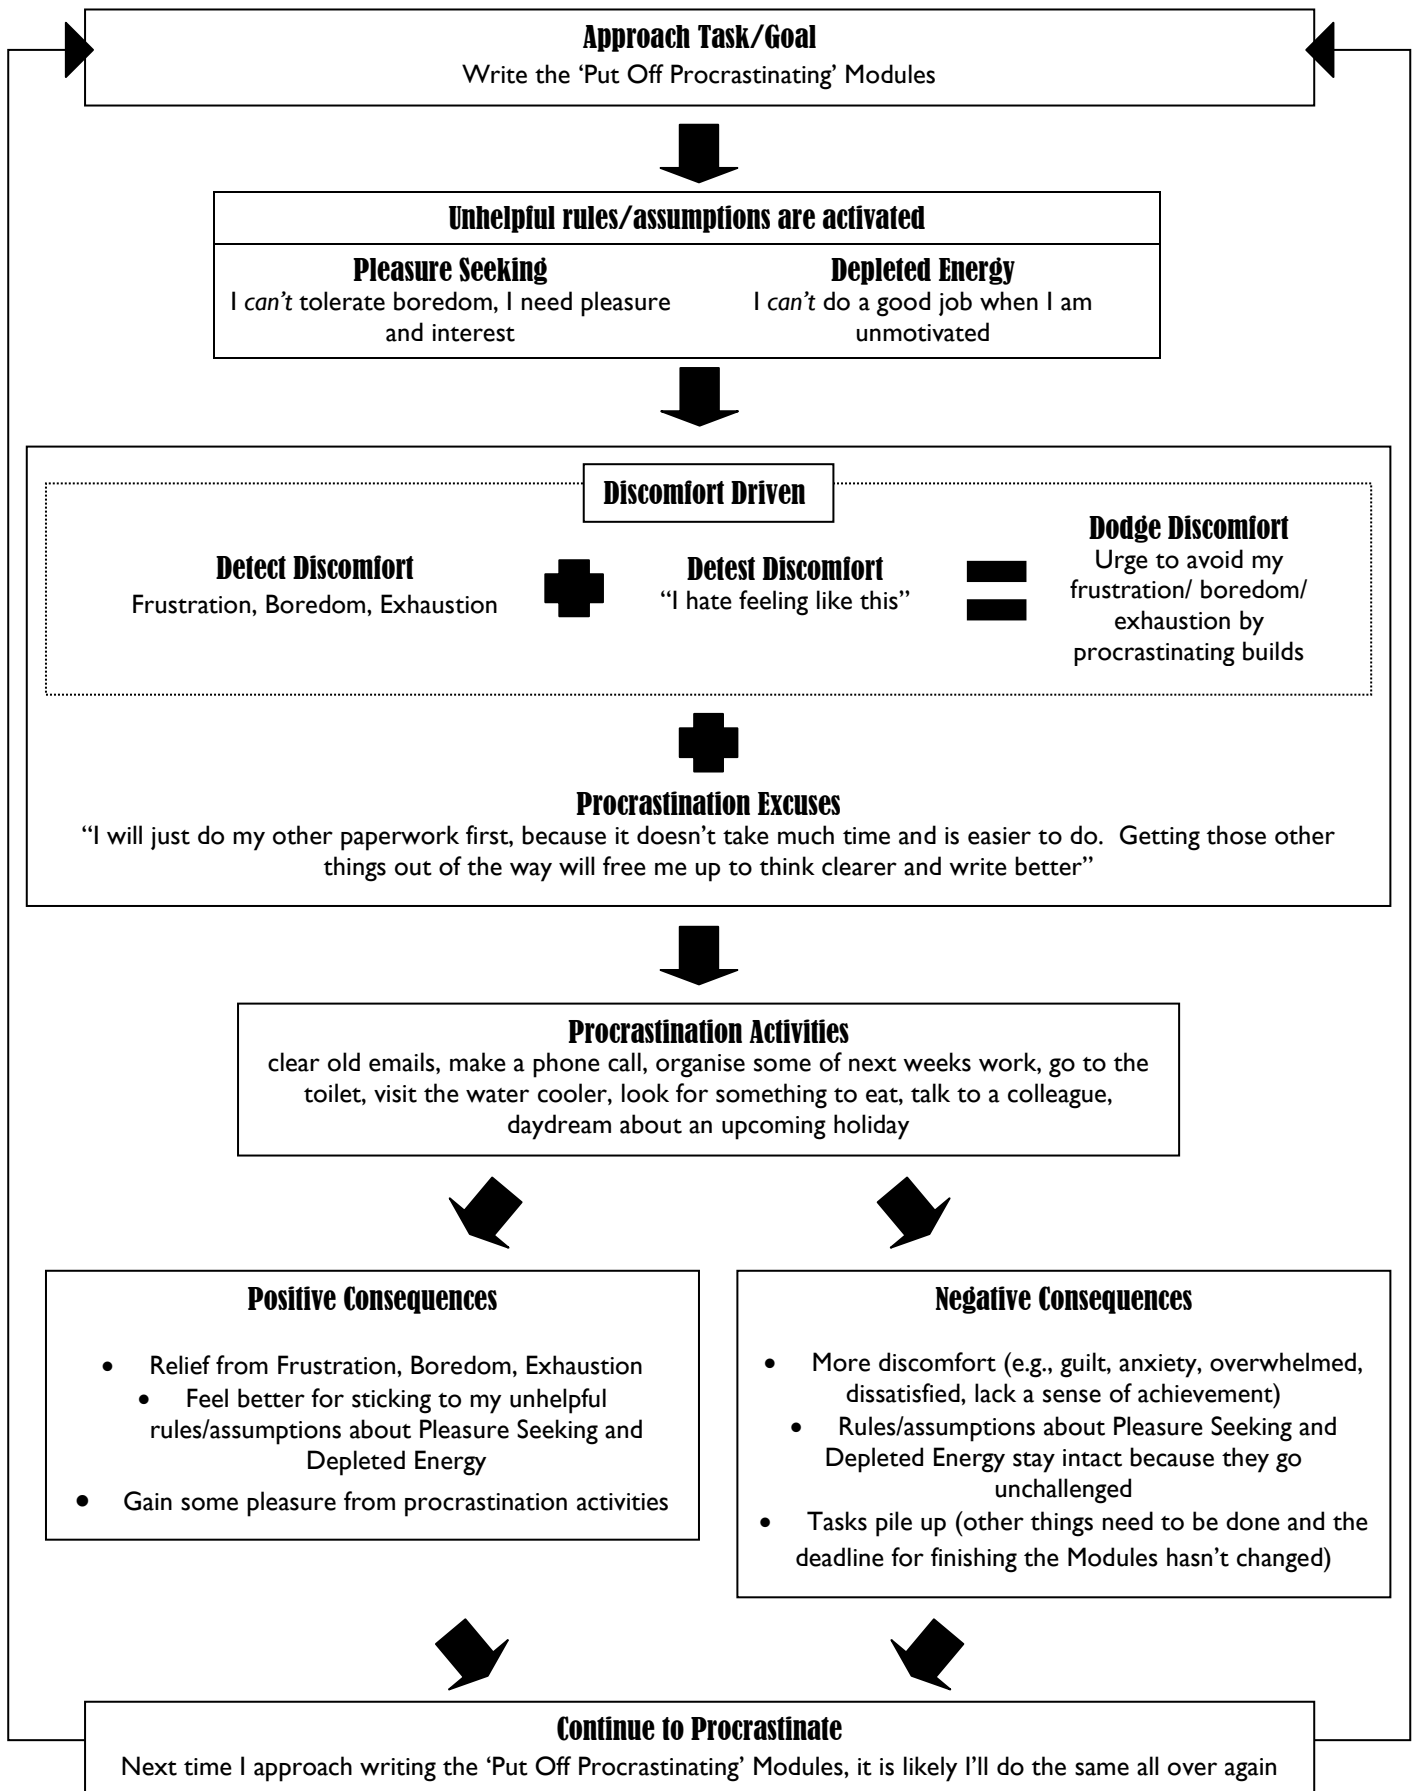 Approach Task/Goal
Write the ‘Put Off Procrastinating’ Modules
Unhelpful rules/assumptions are activated
Pleasure Seeking
I can’t tolerate boredom, I need pleasure
and interest
Depleted Energy
I can’t do a good job when I am
unmotivated
Discomfort Driven
Detect Discomfort
Frustration, Boredom, Exhaustion
Detest Discomfort
“I hate feeling like this”
Dodge Discomfort
Urge to avoid my
frustration/ boredom/
exhaustion by
procrastinating builds
Procrastination Excuses
“I will just do my other paperwork first, because it doesn’t take much time and is easier to do.  Getting those other
things out of the way will free me up to think clearer and write better”
Procrastination Activities
clear old emails, make a phone call, organise some of next weeks work, go to the
toilet, visit the water cooler, look for something to eat, talk to a colleague,
daydream about an upcoming holiday
Positive Consequences
• Relief from Frustration, Boredom, Exhaustion
• Feel better for sticking to my unhelpful
rules/assumptions about Pleasure Seeking and
Depleted Energy
• Gain some pleasure from procrastination activities
Negative Consequences
• More discomfort (e.g., guilt, anxiety, overwhelmed,
dissatisfied, lack a sense of achievement)
• Rules/assumptions about Pleasure Seeking and
Depleted Energy stay intact because they go
unchallenged
• Tasks pile up (other things need to be done and the
deadline for finishing the Modules hasn’t changed)
Continue to Procrastinate
Next time I approach writing the ‘Put Off Procrastinating’ Modules, it is likely I’ll do the same all over again